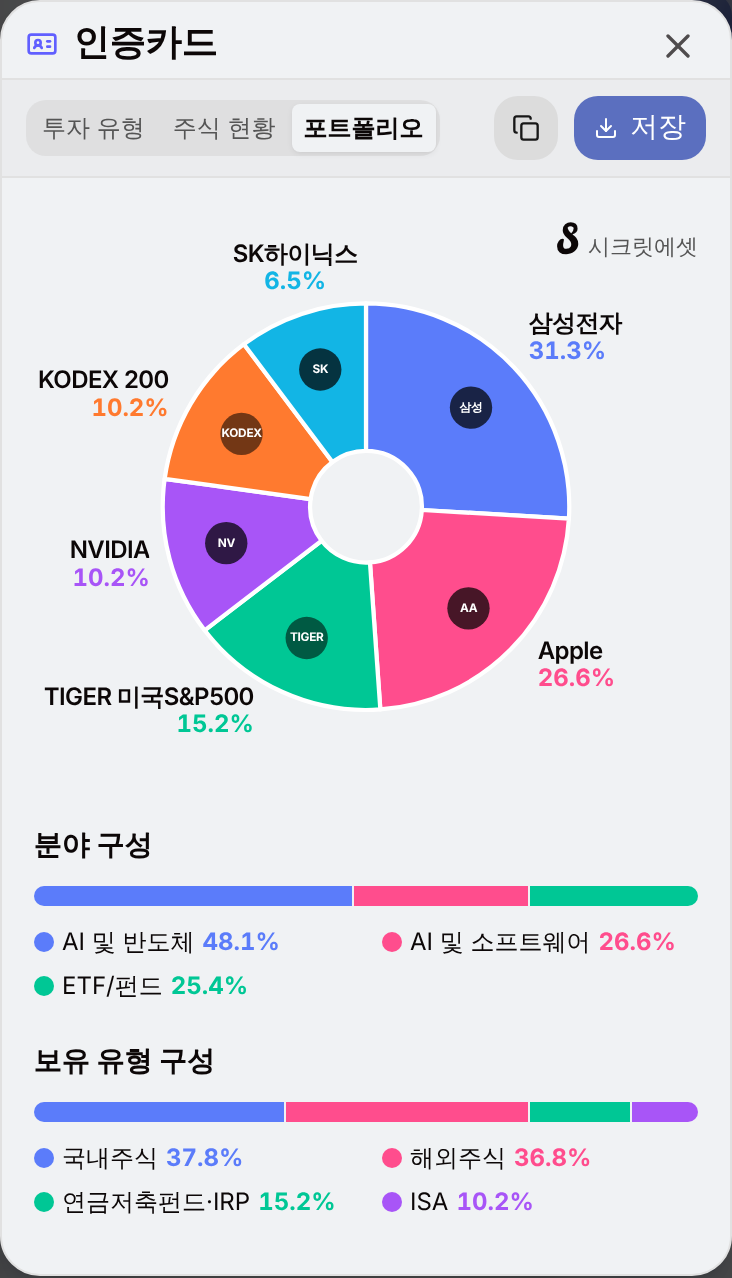 인증카드
투자 유형 주식 현황 포트폴리오 저장
S 시크릿에셋
SK하이닉스
6.5%
삼성전자
31.3%
KODEX 200
10.2%
SK
삼성
KODEX
NVIDIA
10.2%
NV
AA
TIGER
Apple
26.6%
TIGER 미국S&P500
15.2%
분야 구성
AI 및 반도체 48.1% AI 및 소프트웨어 26.6%
ETF/펀드 25.4%
보유 유형 구성
국내주식 37.8% 해외주식 36.8%
연금저축펀드·IRP 15.2% ISA 10.2%